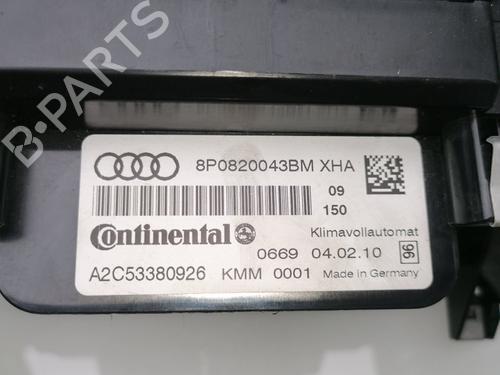 B-PARTS
8P0820043BM XHA
09
150
Continental
Klimavollautomat
0669 04.02.10 96
A2C53380926 KMM 0001 Made in Germany